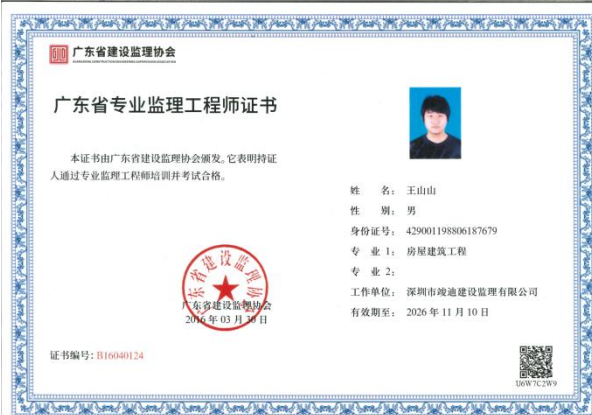 广东省建设监理协会
广东省专业监理工程师证书
本证书由广东省建设监理协会颁发。它表明持证
人通过专业监理工程师培训并考试合格。
姓 名： 王山山
性 别： 男
身份证号： 429001198806187679
专 业 1： 房屋建筑工程
专 业 2：
工作单位： 深圳市竣迪建设监理有限公司
有效期至： 2026 年 11 月 10 日
广东省建设监理协会
广东省建设监理协会
2016 年 03 月 30 日
证书编号：B16040124
U6W7C2W9